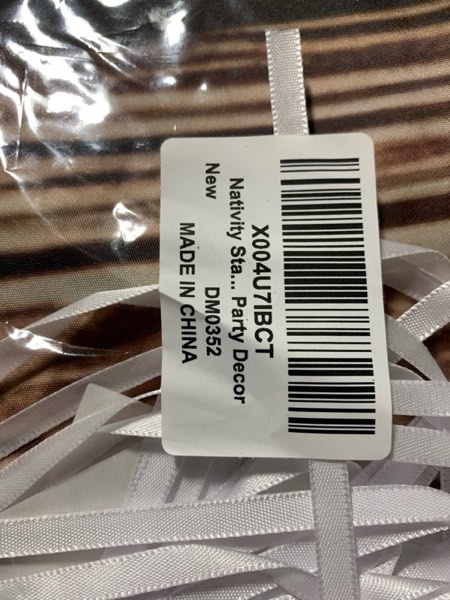 X004U7IBCT
Nativity Sta... Party Decor
New DM0352
MADE IN CHINA